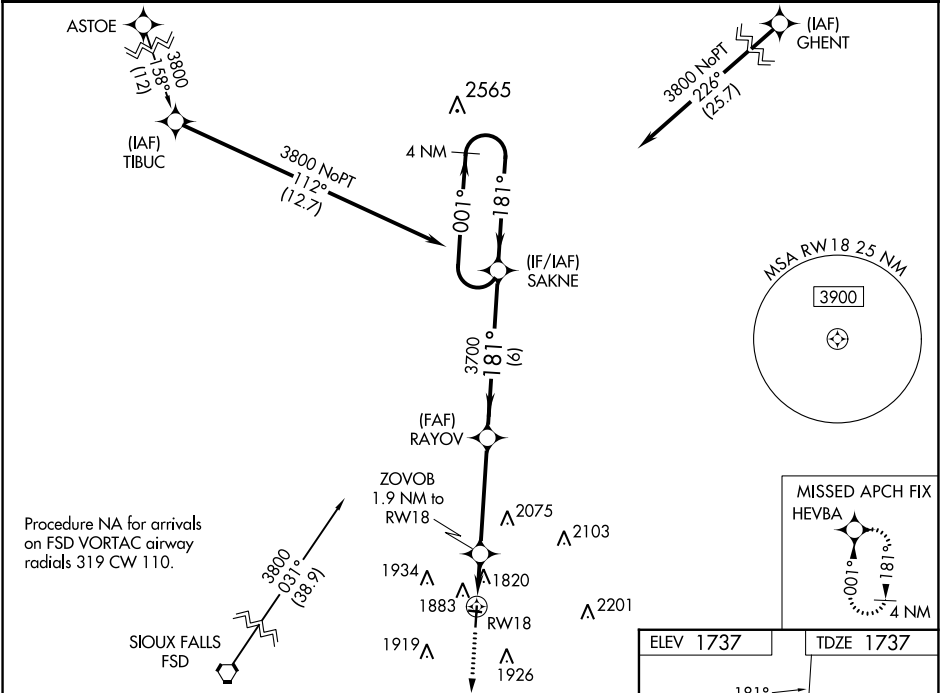 ASTOE
3800
158°
(12)
(IAF)
TIBUC
3800 NoPT
112°
(12.7)
2565
4 NM
001°
181°
(IF/IAF)
SAKNE
(IAF)
GHENT
3800 NoPT
226°
(25.7)
MSA RW18 25 NM
3900
3700
181°
(6)
(FAF)
RAYOV
ZOVOB
1.9 NM to
RW18
2075
2103
1934
1820
1883
RW18
2201
1919
1926
Procedure NA for arrivals
on FSD VORTAC airway
radials 319 CW 110.
3800
031°
(38.9)
SIOUX FALLS
FSD
MISSED APCH FIX
HEVBA
001°
181°
4 NM
ELEV 1737
TDZE 1737
181°